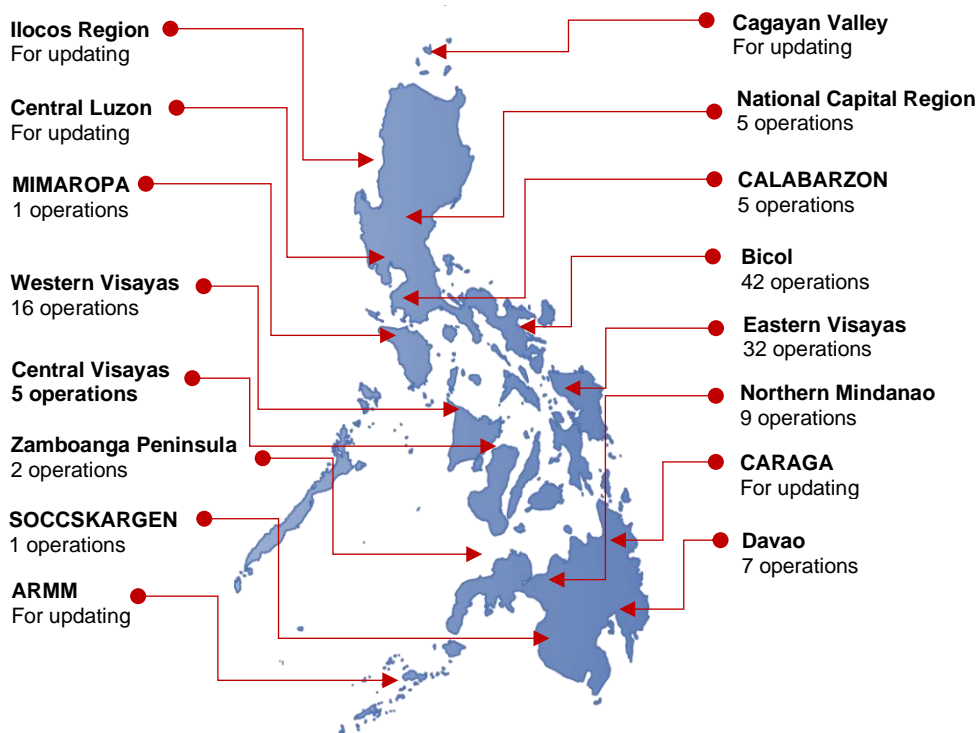 Ilocos Region
For updating
Central Luzon
For updating
MIMAROPA
1 operations
Western Visayas
16 operations
Central Visayas
5 operations
Zamboanga Peninsula
2 operations
SOCCSKARGEN
1 operations
ARMM
For updating
Cagayan Valley
For updating
National Capital Region
5 operations
CALABARZON
5 operations
Bicol
42 operations
Eastern Visayas
32 operations
Northern Mindanao
9 operations
CARAGA
For updating
Davao
7 operations